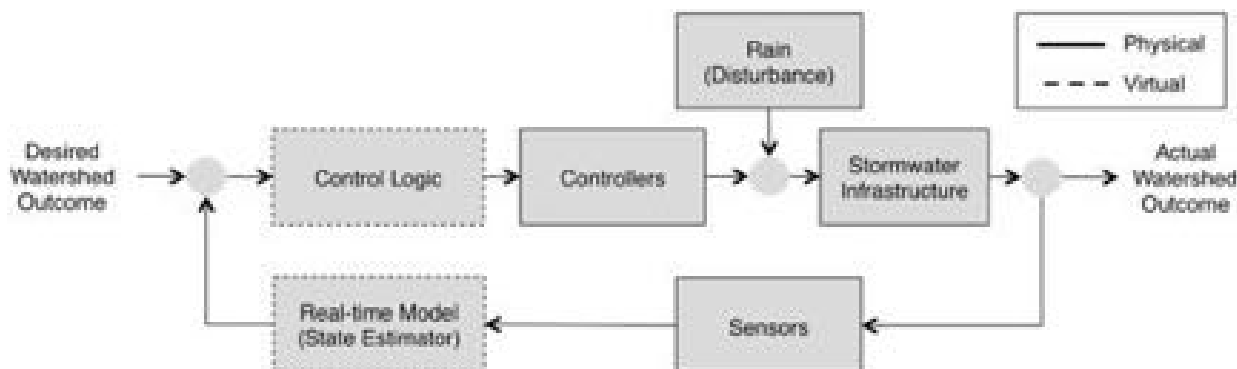 Rain
(Disturbance)
Physical
Virtual
Desired
Watershed
Outcome
Control Logic
Controllers
Stormwater
Infrastructure
Actual
Watershed
Outcome
Real-time Model
(State Estimator)
Sensors